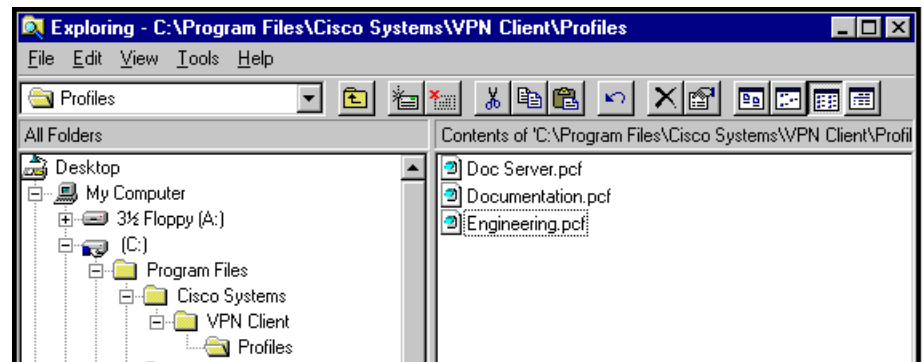 Exploring - C:\Program Files\Cisco Systems\VPN Client\Profiles
File Edit View Tools Help
Profiles
All Folders
Contents of 'C:\Program Files\Cisco Systems\VPN Client\Profil
Desktop
My Computer
3½ Floppy (A:)
(C:)
Program Files
Cisco Systems
VPN Client
Profiles
Doc Server.pcf
Documentation.pcf
Engineering.pcf